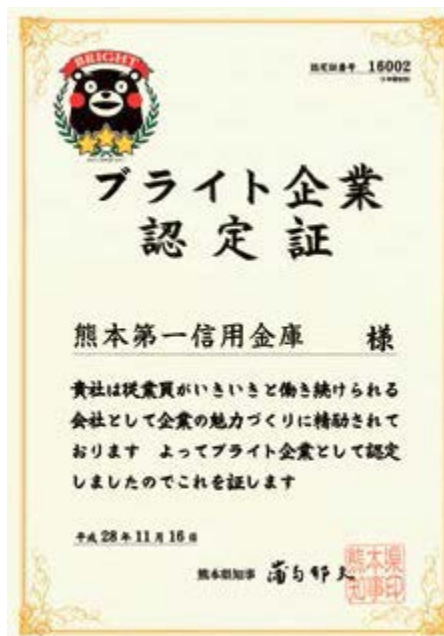 BRIGHT
認定証番号 16002
ブライト企業
認定証
熊本第一信用金庫 様
貴社は従業員がいきいきと働き続けられる
会社として企業の魅力づくりに精励されて
おります よってブライト企業として認定
しましたのでこれを証します
平成28年11月16日
熊本県知事 蒲島郁夫
熊本県知事印